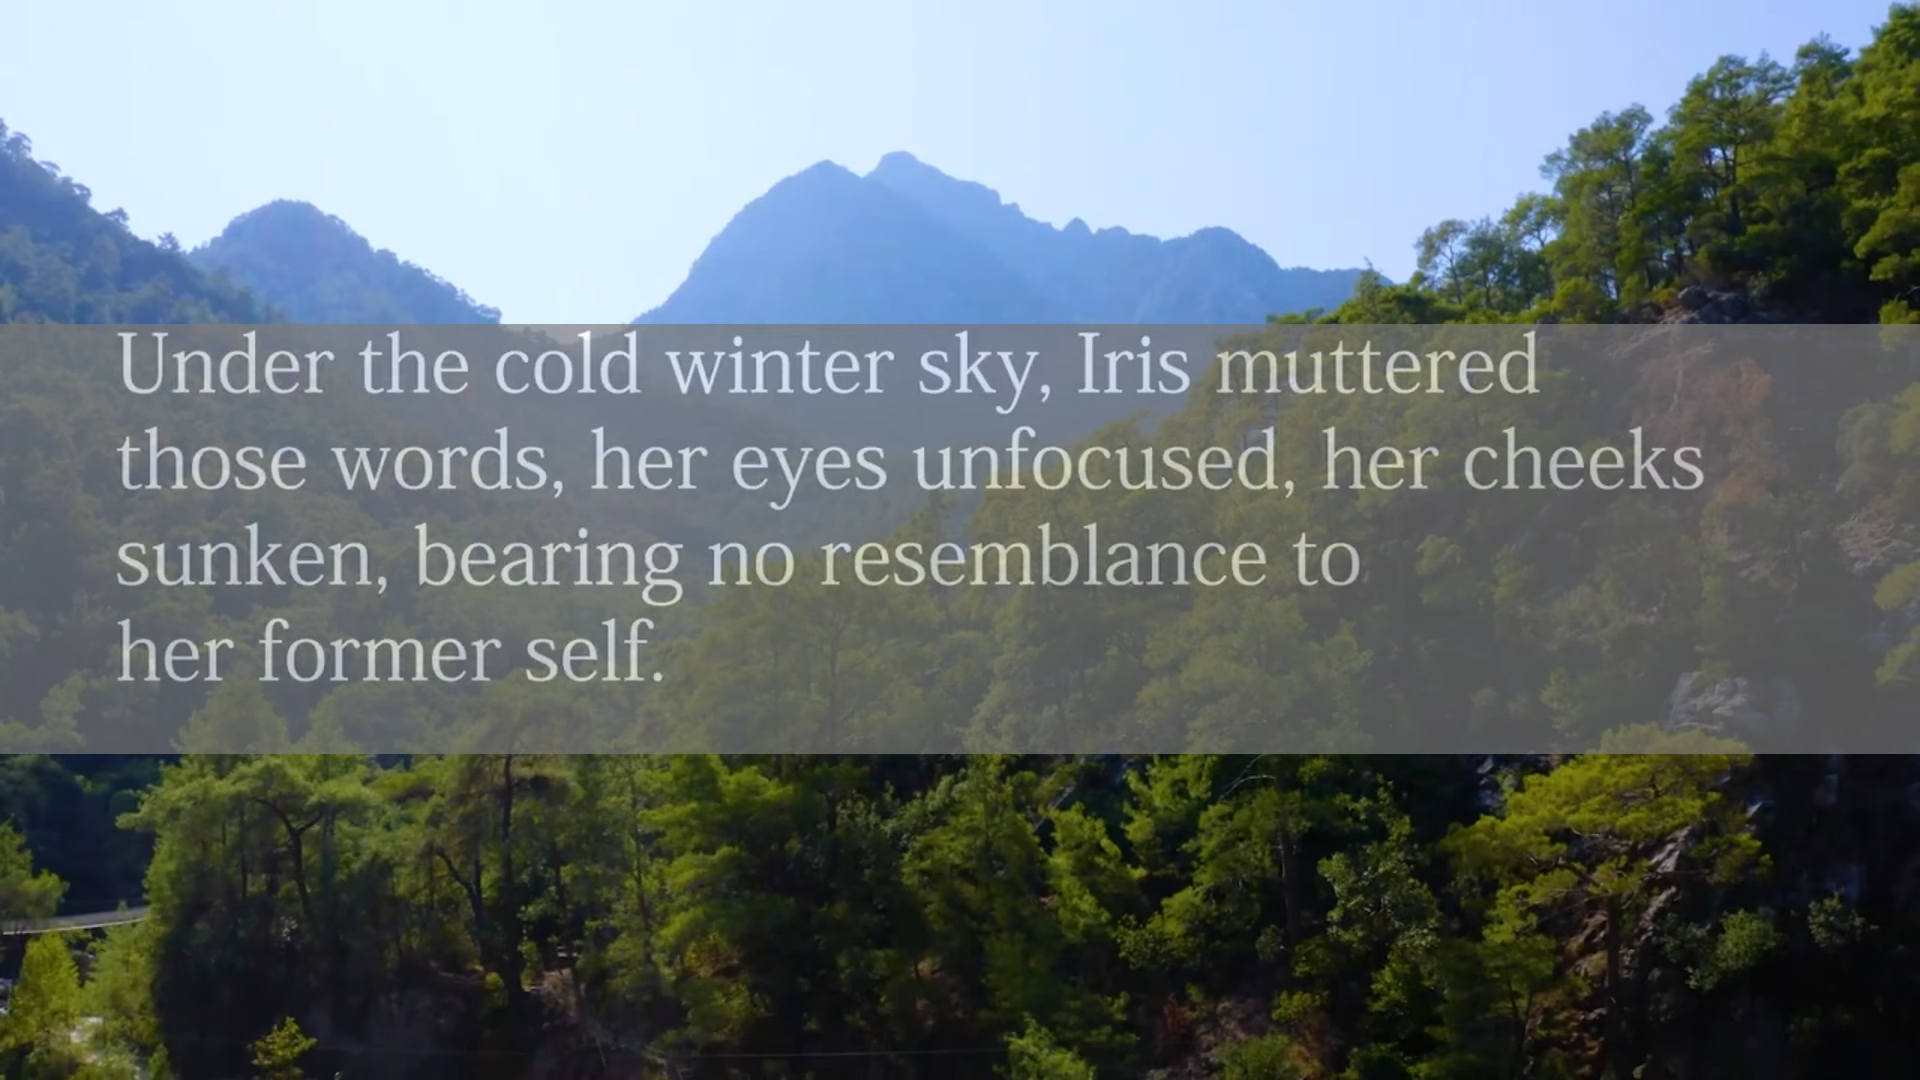 Under the cold winter sky, Iris muttered
those words, her eyes unfocused, her cheeks
sunken, bearing no resemblance to
her former self.